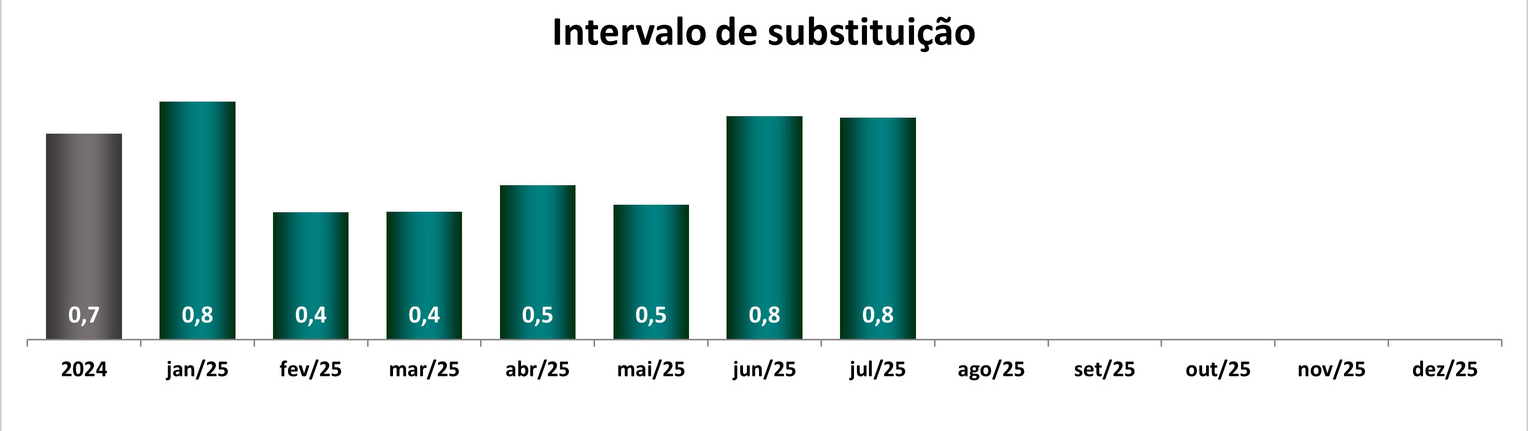 Intervalo de substituição
0,7 0,8 0,4 0,4 0,5 0,5 0,8 0,8
2024 jan/25 fev/25 mar/25 abr/25 mai/25 jun/25 jul/25 ago/25 set/25 out/25 nov/25 dez/25